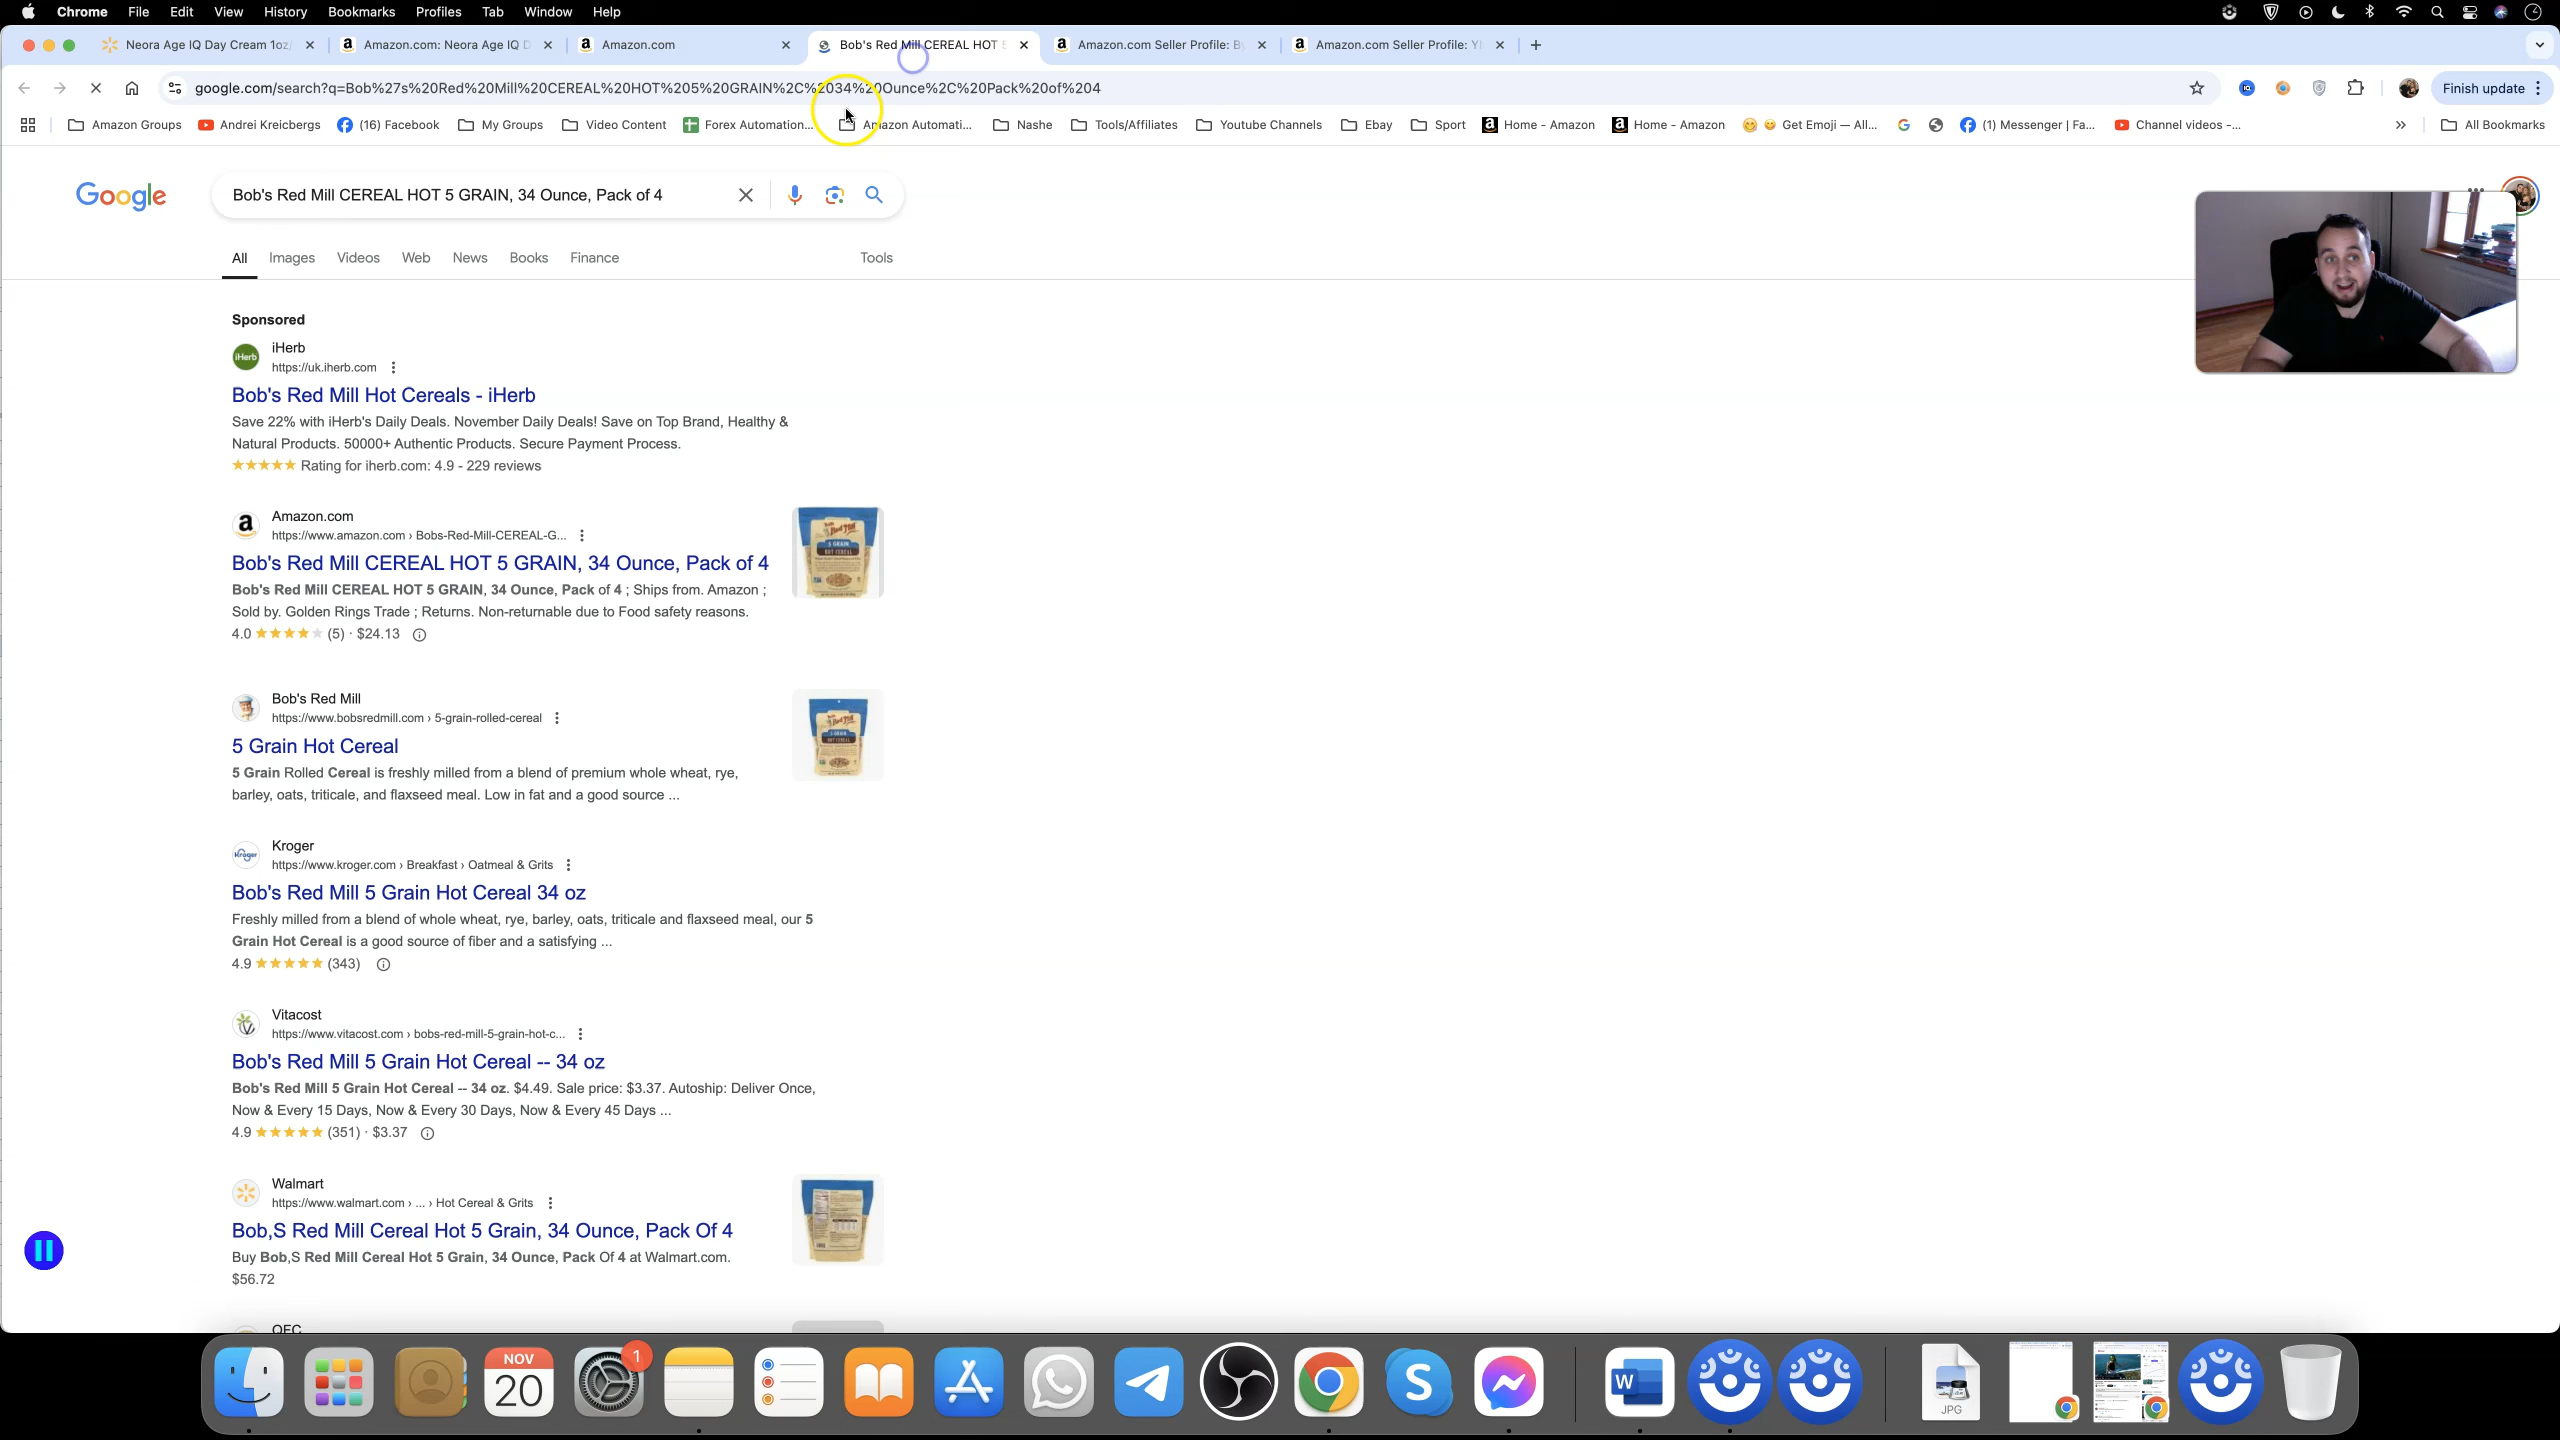 Chrome File Edit View History Bookmarks Profiles Tab Window Help
Neora Age IQ Day Cream 1oz/ Amazon.com: Neora Age IQ D Amazon.com Bob's Red Mill CEREAL HOT 5 Amazon.com Seller Profile: B Amazon.com Seller Profile: Y
google.com/search?q=Bob%27s%20Red%20Mill%20CEREAL%20HOT%205%20GRAIN%2C%2034%20Ounce%2C%20Pack%20of%204 Finish update
Amazon Groups Andrei Kreicbergs (16) Facebook My Groups Video Content Forex Automation... Amazon Automati... Nashe Tools/Affiliates Youtube Channels Ebay Sport Home - Amazon Home - Amazon Get Emoji — All... (1) Messenger | Fa... Channel videos -... All Bookmarks
Google Bob's Red Mill CEREAL HOT 5 GRAIN, 34 Ounce, Pack of 4
All Images Videos Web News Books Finance Tools
Sponsored
iHerb
https://uk.iherb.com
Bob's Red Mill Hot Cereals - iHerb
Save 22% with iHerb's Daily Deals. November Daily Deals! Save on Top Brand, Healthy &
Natural Products. 50000+ Authentic Products. Secure Payment Process.
Rating for iherb.com: 4.9 - 229 reviews
Amazon.com
https://www.amazon.com › Bobs-Red-Mill-CEREAL-G...
Bob's Red Mill CEREAL HOT 5 GRAIN, 34 Ounce, Pack of 4
Bob's Red Mill CEREAL HOT 5 GRAIN, 34 Ounce, Pack of 4 ; Ships from. Amazon ;
Sold by. Golden Rings Trade ; Returns. Non-returnable due to Food safety reasons.
4.0 (5) · $24.13
Bob's Red Mill
https://www.bobsredmill.com › 5-grain-rolled-cereal
5 Grain Hot Cereal
5 Grain Rolled Cereal is freshly milled from a blend of premium whole wheat, rye,
barley, oats, triticale, and flaxseed meal. Low in fat and a good source ...
Kroger
https://www.kroger.com › Breakfast › Oatmeal & Grits
Bob's Red Mill 5 Grain Hot Cereal 34 oz
Freshly milled from a blend of whole wheat, rye, barley, oats, triticale and flaxseed meal, our 5
Grain Hot Cereal is a good source of fiber and a satisfying ...
4.9 (343)
Vitacost
https://www.vitacost.com › bobs-red-mill-5-grain-hot-c...
Bob's Red Mill 5 Grain Hot Cereal -- 34 oz
Bob's Red Mill 5 Grain Hot Cereal -- 34 oz. $4.49. Sale price: $3.37. Autoship: Deliver Once,
Now & Every 15 Days, Now & Every 30 Days, Now & Every 45 Days ...
4.9 (351) · $3.37
Walmart
https://www.walmart.com › ... › Hot Cereal & Grits
Bob,S Red Mill Cereal Hot 5 Grain, 34 Ounce, Pack Of 4
Buy Bob,S Red Mill Cereal Hot 5 Grain, 34 Ounce, Pack Of 4 at Walmart.com.
$56.72
QFC
NOV
20
1
W
S
JPG